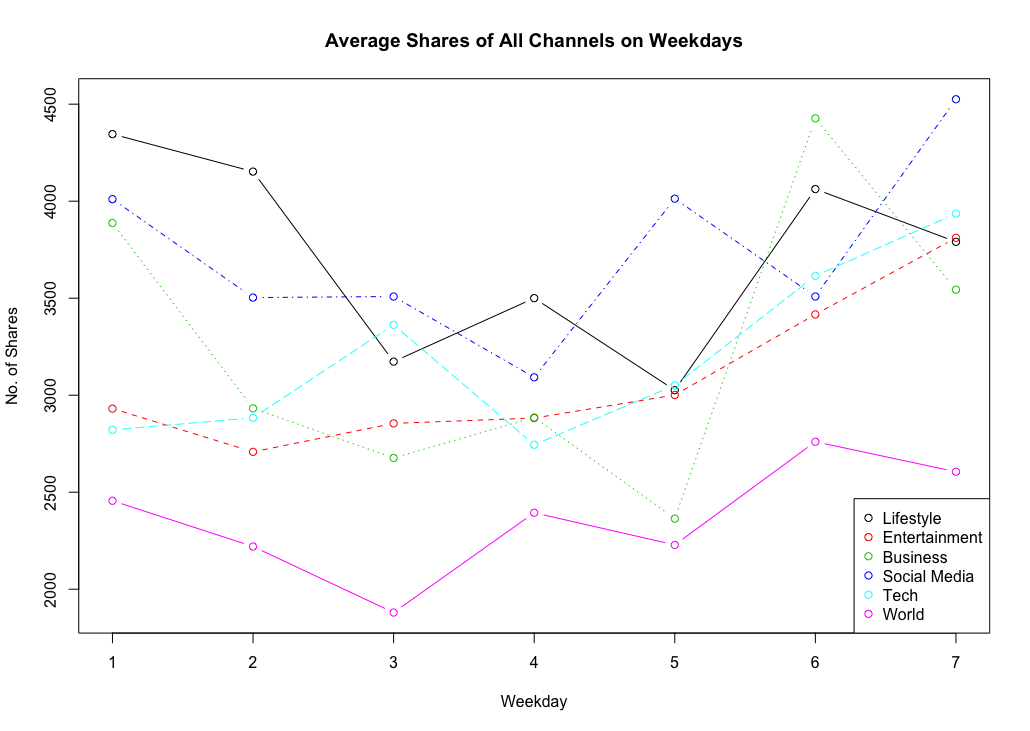 Average Shares of All Channels on Weekdays
No. of Shares
4500
4000
3500
3000
2500
2000
1 2 3 4 5 6 7
Weekday
Lifestyle
Entertainment
Business
Social Media
Tech
World